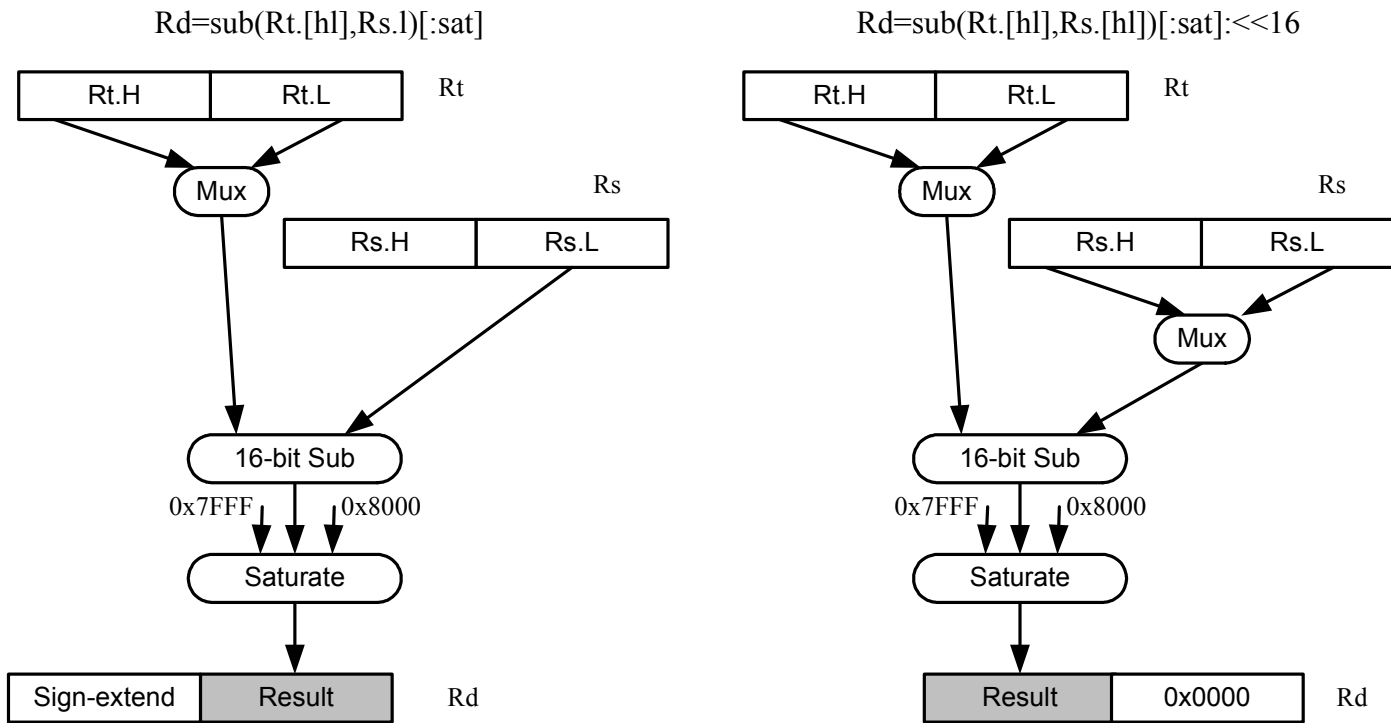 Rd=sub(Rt.[hl],Rs.l)[:sat]
Rt.H Rt.L Rt
Mux
Rs
Rs.H Rs.L
16-bit Sub
0x7FFF 0x8000
Saturate
Sign-extend Result Rd
Rd=sub(Rt.[hl],Rs.[hl])[:sat]:<<16
Rt.H Rt.L Rt
Mux
Rs
Rs.H Rs.L
Mux
16-bit Sub
0x7FFF 0x8000
Saturate
Result 0x0000 Rd